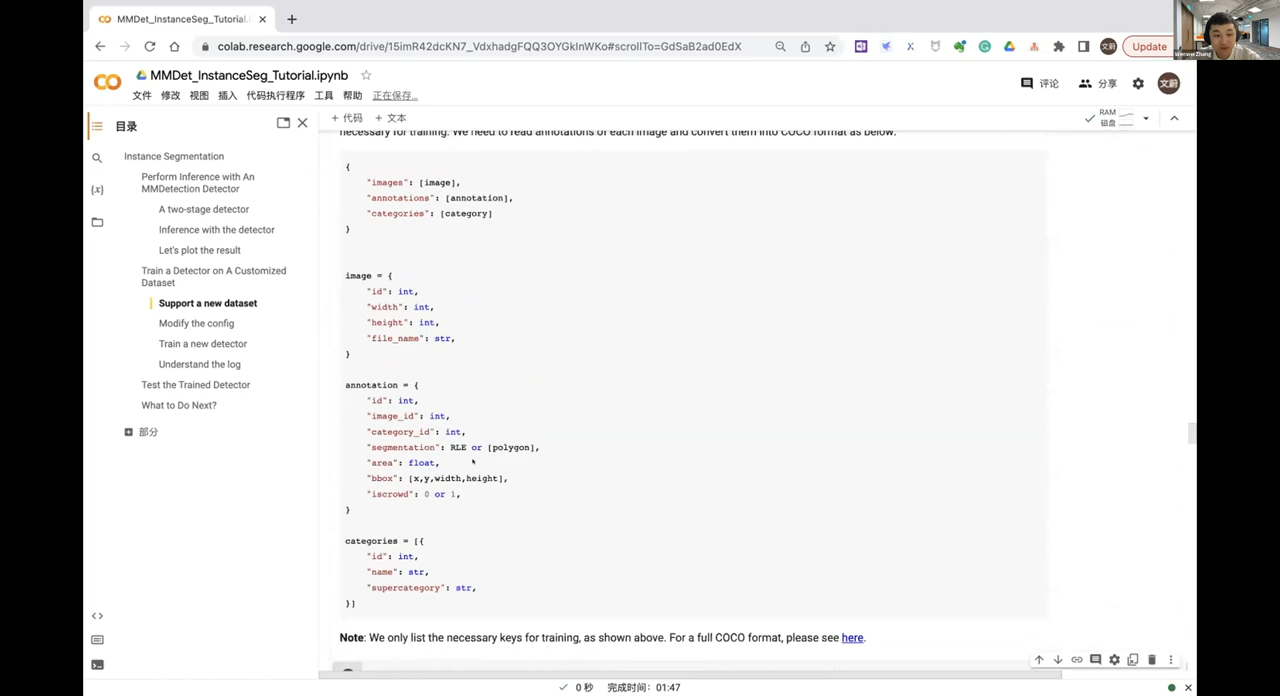 MMDet_InstanceSeg_Tutorial.
colab.research.google.com/drive/15imR42dcKN7_VdxhadgFQQ3OYGklnWKo#scrollTo=GdSaB2ad0EdX
文蔚
Update
Wenwei Zhang
MMDet_InstanceSeg_Tutorial.ipynb
文件 修改 视图 插入 代码执行程序 工具 帮助 正在保存...
评论
分享
文蔚
目录
+ 代码 + 文本
RAM
磁盘
Instance Segmentation
Perform Inference with An
MMDetection Detector
A two-stage detector
Inference with the detector
Let's plot the result
Train a Detector on A Customized
Dataset
Support a new dataset
Modify the config
Train a new detector
Understand the log
Test the Trained Detector
What to Do Next?
部分
necessary for training. We need to read annotations of each image and convert them into COCO format as below.
{
"images": [image],
"annotations": [annotation],
"categories": [category]
}
image = {
"id": int,
"width": int,
"height": int,
"file_name": str,
}
annotation = {
"id": int,
"image_id": int,
"category_id": int,
"segmentation": RLE or [polygon],
"area": float,
"bbox": [x,y,width,height],
"iscrowd": 0 or 1,
}
categories = [{
"id": int,
"name": str,
"supercategory": str,
}]
Note: We only list the necessary keys for training, as shown above. For a full COCO format, please see here.
0 秒 完成时间：01:47